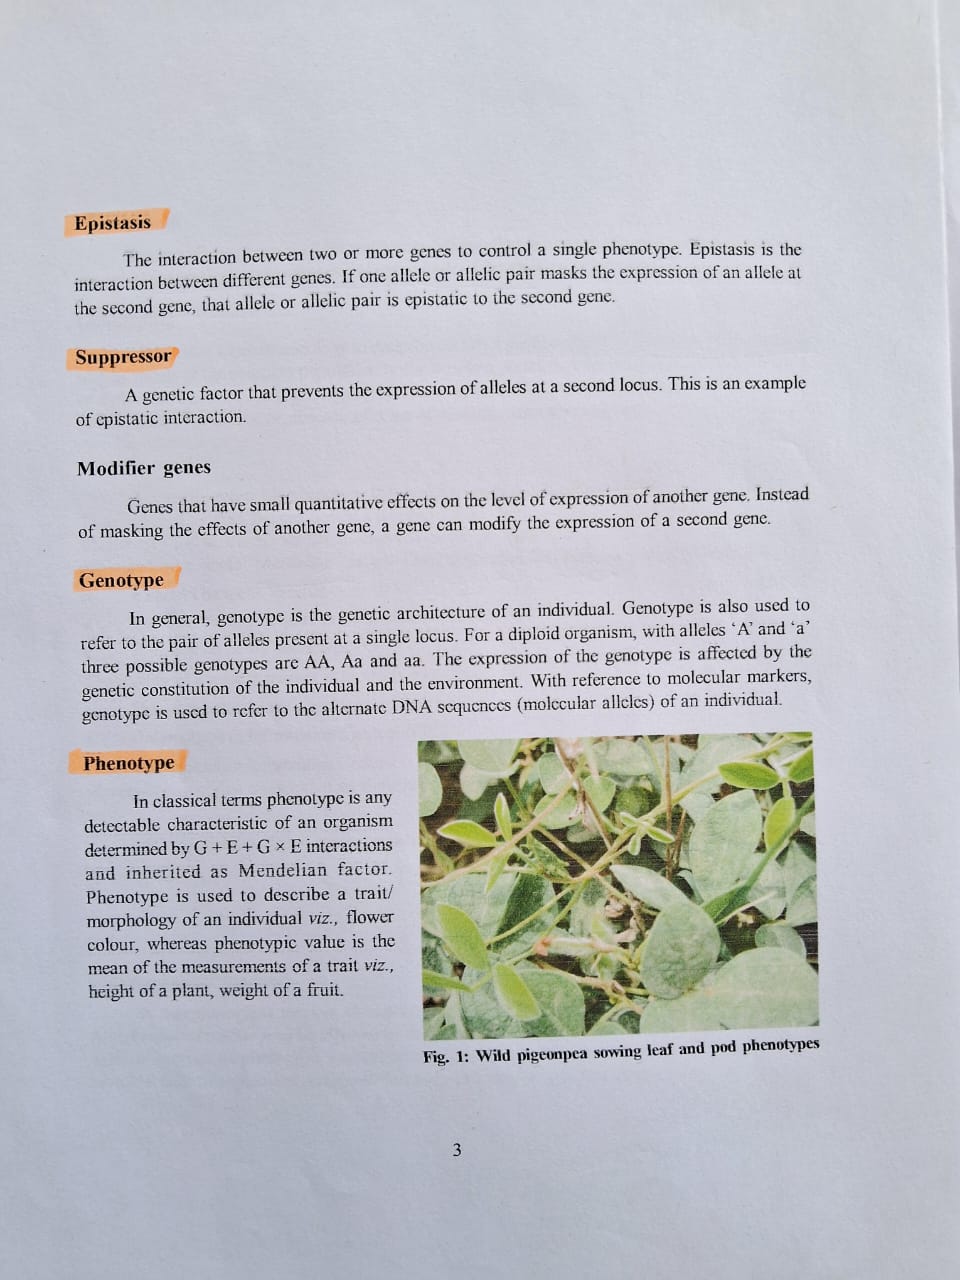 Epistasis
The interaction between two or more genes to control a single phenotype. Epistasis is the
interaction between different genes. If one allele or allelic pair masks the expression of an allele at
the second gene, that allele or allelic pair is epistatic to the second gene.
Suppressor
A genetic factor that prevents the expression of alleles at a second locus. This is an example
of epistatic interaction.
Modifier genes
Genes that have small quantitative effects on the level of expression of another gene. Instead
of masking the effects of another gene, a gene can modify the expression of a second gene.
Genotype
In general, genotype is the genetic architecture of an individual. Genotype is also used to
refer to the pair of alleles present at a single locus. For a diploid organism, with alleles ‘A’ and ‘a’
three possible genotypes are AA, Aa and aa. The expression of the genotype is affected by the
genetic constitution of the individual and the environment. With reference to molecular markers,
genotype is used to refer to the alternate DNA sequences (molecular alleles) of an individual.
Phenotype
In classical terms phenotype is any
detectable characteristic of an organism
determined by G + E + G × E interactions
and inherited as Mendelian factor.
Phenotype is used to describe a trait/
morphology of an individual viz., flower
colour, whereas phenotypic value is the
mean of the measurements of a trait viz.,
height of a plant, weight of a fruit.
Fig. 1: Wild pigeonpea sowing leaf and pod phenotypes
3